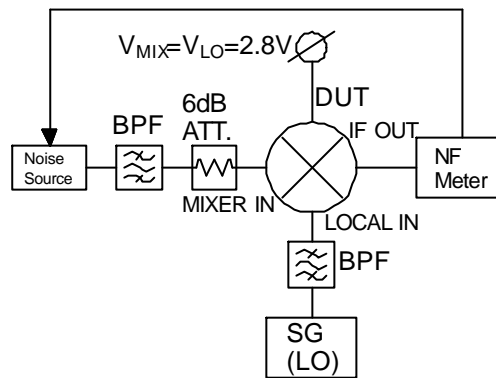 V_MIX=V_LO=2.8V
6dB
ATT.
BPF
DUT
IF OUT
Noise
Source
NF
Meter
MIXER IN
LOCAL IN
BPF
SG
(LO)